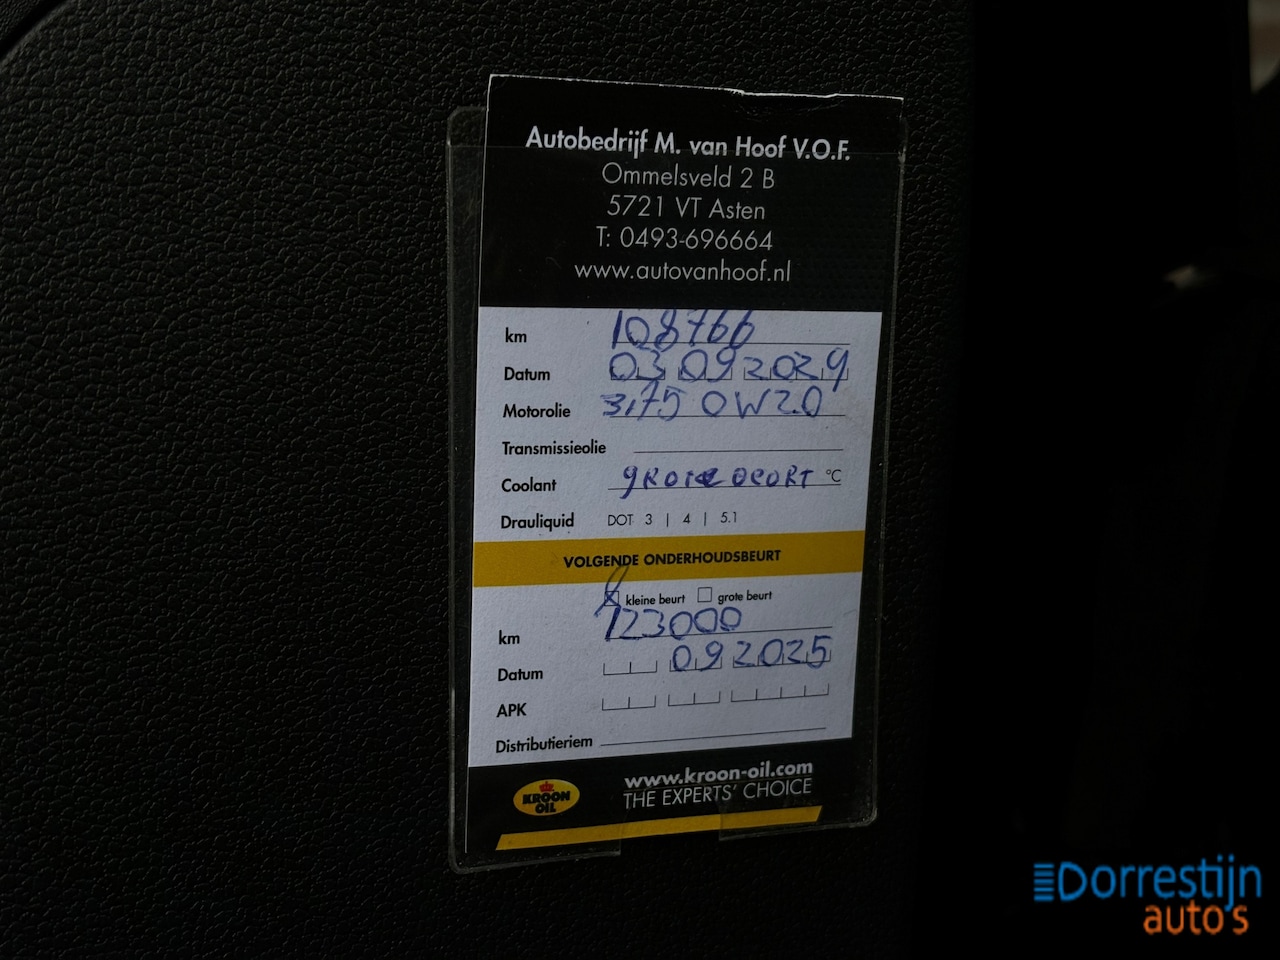 Autobedrijf M. van Hoof V.O.F.
Ommelsveld 2 B
5721 VT Asten
T: 0493-696664
www.autovanhoof.nl
km 108766
Datum 03 09 2024
Motorolie 3,75 0W20
Transmissieolie
Coolant °C
Drauliquid DOT 3 | 4 | 5.1
VOLGENDE ONDERHOUDSBEURT
kleine beurt grote beurt
km 123000
Datum 09 2025
APK
Distributieriem
KROON OIL
www.kroon-oil.com
THE EXPERTS' CHOICE
Dorrestijn
auto's